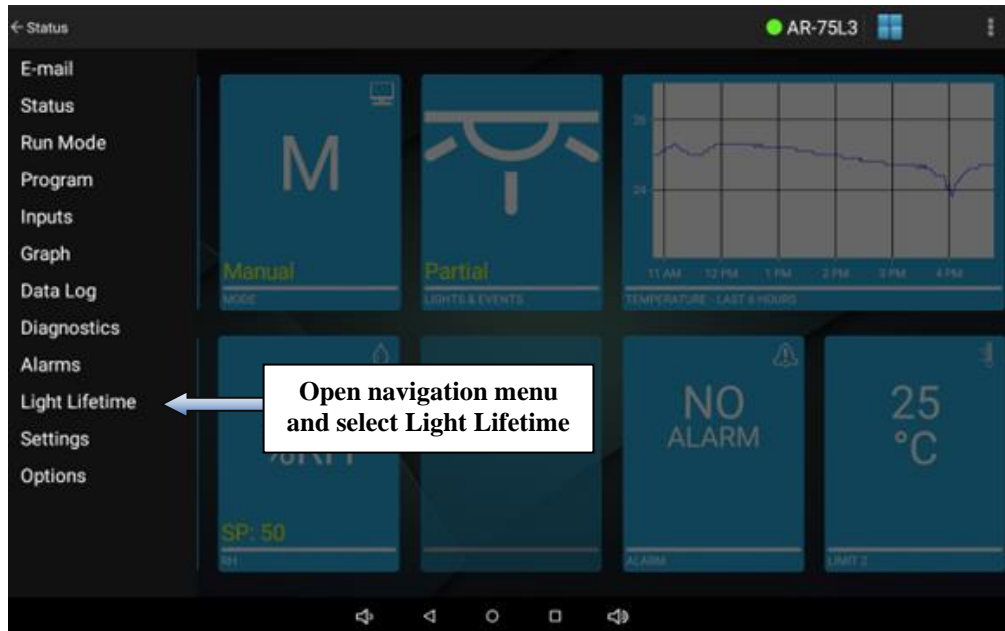 Status
AR-75L3
E-mail
Status
Run Mode
Program
Inputs
Graph
Data Log
Diagnostics
Alarms
Light Lifetime
Settings
Options
M
Manual
MODE
Partial
LIGHTS & EVENTS
26
24
11 AM 12 PM 1 PM 2 PM 3 PM 4 PM
TEMPERATURE - LAST 6 HOURS
Open navigation menu
and select Light Lifetime
%RH
SP: 50
RH
NO
ALARM
ALARM
25
°C
LIMIT 2